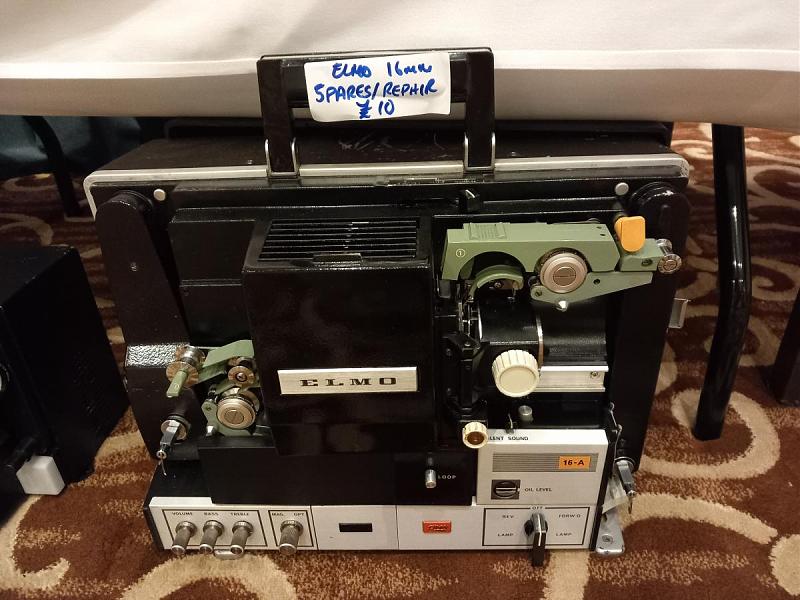 ELMO 16mm
SPARES/REPAIR
£10
1
ELMO
SILENT SOUND
16-A
OIL LEVEL
LOOP
VOLUME BASS TREBLE MAG. OPT.
OFF
REV. FORW'D
LAMP LAMP